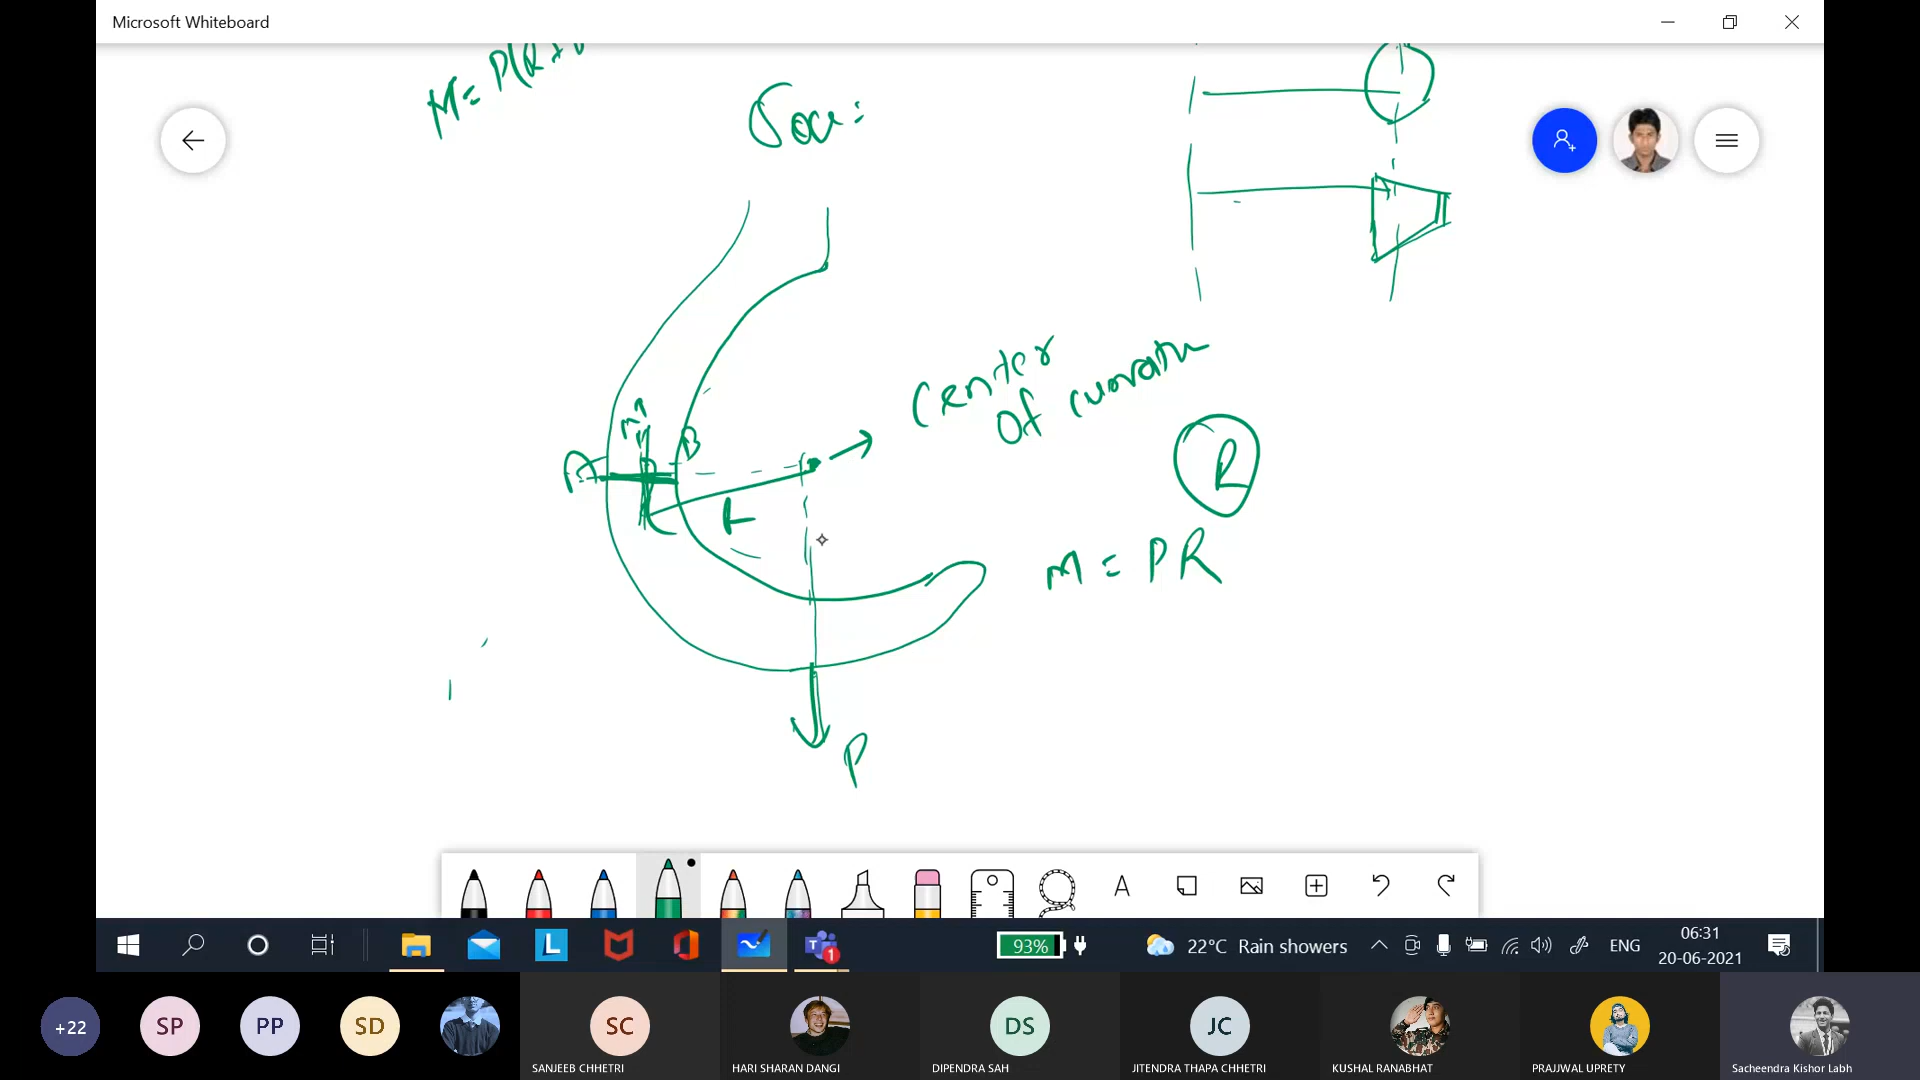 Microsoft Whiteboard
M = P(R +
Center
of curvatur
A
B
R
M = PR
P
93%
22°C Rain showers
ENG
06:31
20-06-2021
1
+22
SP
PP
SD
SC
DS
JC
SANJEEB CHHETRI
HARI SHARAN DANGI
DIPENDRA SAH
JITENDRA THAPA CHHETRI
KUSHAL RANABHAT
PRAJJWAL UPRETY
Sacheendra Kishor Labh